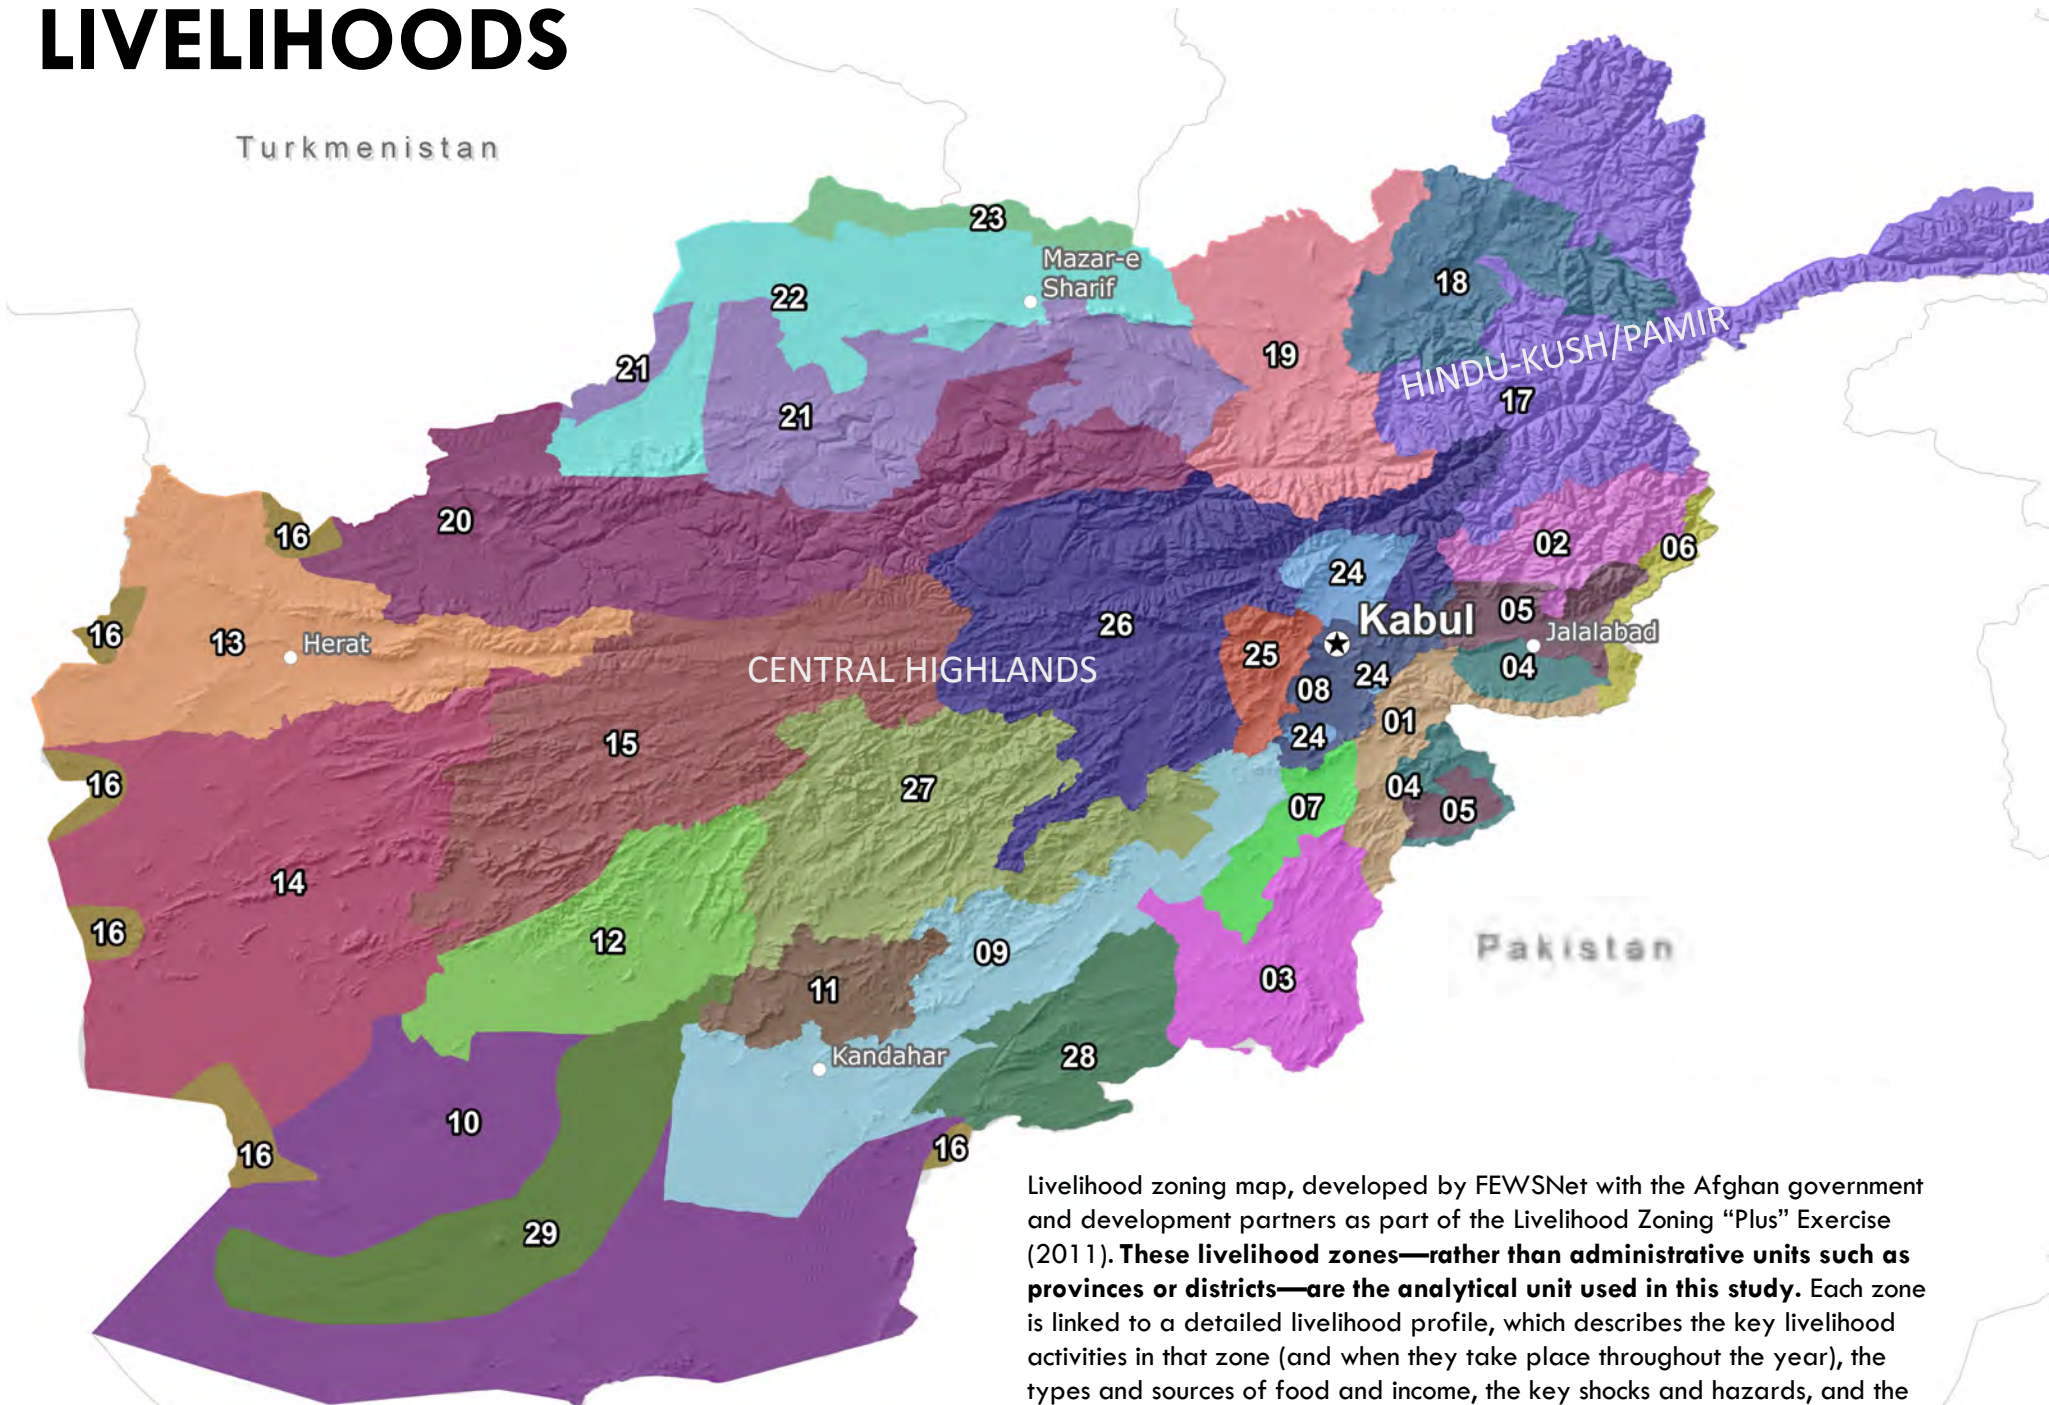 LIVELIHOODS
Turkmenistan
23
Mazar-e
Sharif
22
18
21
19
HINDU-KUSH/PAMIR
17
21
20
16
02
06
24
05
16
13
Herat
26
Kabul
Jalalabad
25
04
CENTRAL HIGHLANDS
24
08
01
15
24
16
27
04
07
05
14
12
16
09
Pakistan
11
03
Kandahar
28
10
16
16
29
Livelihood zoning map, developed by FEWSNet with the Afghan government
and development partners as part of the Livelihood Zoning “Plus” Exercise
(2011). These livelihood zones—rather than administrative units such as
provinces or districts—are the analytical unit used in this study. Each zone
is linked to a detailed livelihood profile, which describes the key livelihood
activities in that zone (and when they take place throughout the year), the
types and sources of food and income, the key shocks and hazards, and the